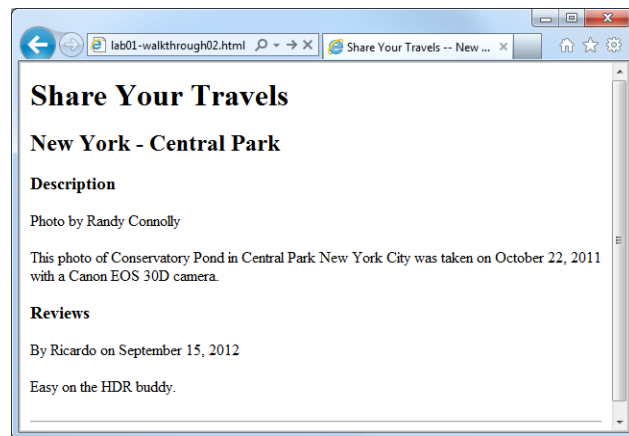 lab01-walkthrough02.html
Share Your Travels -- New ...
Share Your Travels
New York - Central Park
Description
Photo by Randy Connolly
This photo of Conservatory Pond in Central Park New York City was taken on October 22, 2011
with a Canon EOS 30D camera.
Reviews
By Ricardo on September 15, 2012
Easy on the HDR buddy.